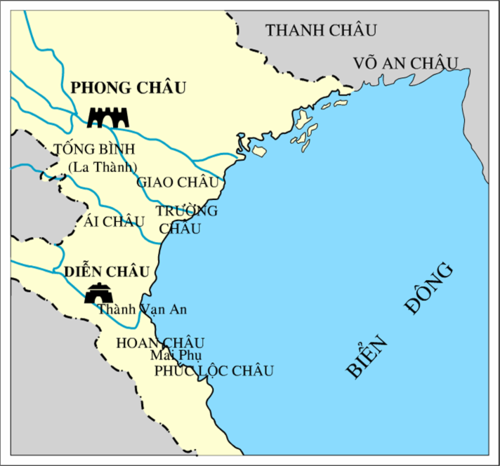 THANH CHÂU
VÕ AN CHÂU
PHONG CHÂU
TỐNG BÌNH
(La Thành)
GIAO CHÂU
TRƯỜNG
CHÂU
ÁI CHÂU
DIỄN CHÂU
Thành Vạn An
HOAN CHÂU
Mai Phụ
PHÚC LỘC CHÂU
BIỂN ĐÔNG